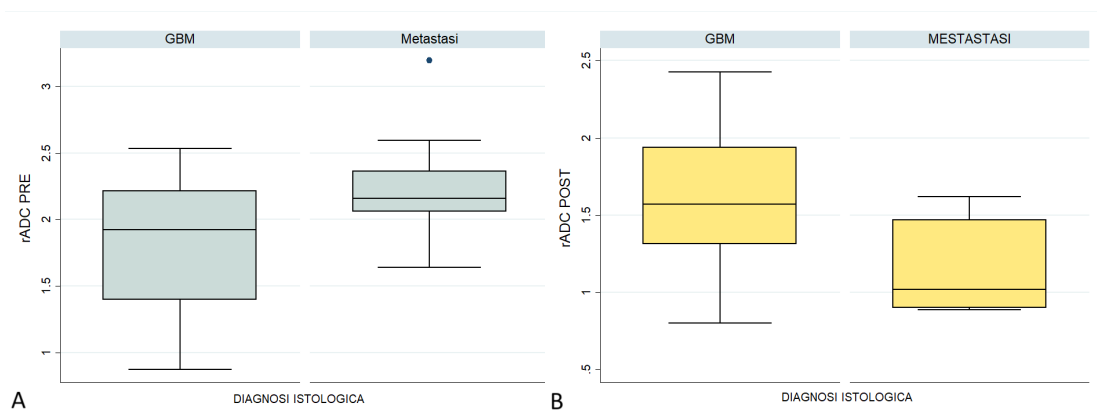 GBM
Metastasi
rADC PRE
3
2.5
2
1.5
1
DIAGNOSI ISTOLOGICA
A
GBM
MESTASTASI
rADC POST
2.5
2
1.5
1
.5
DIAGNOSI ISTOLOGICA
B